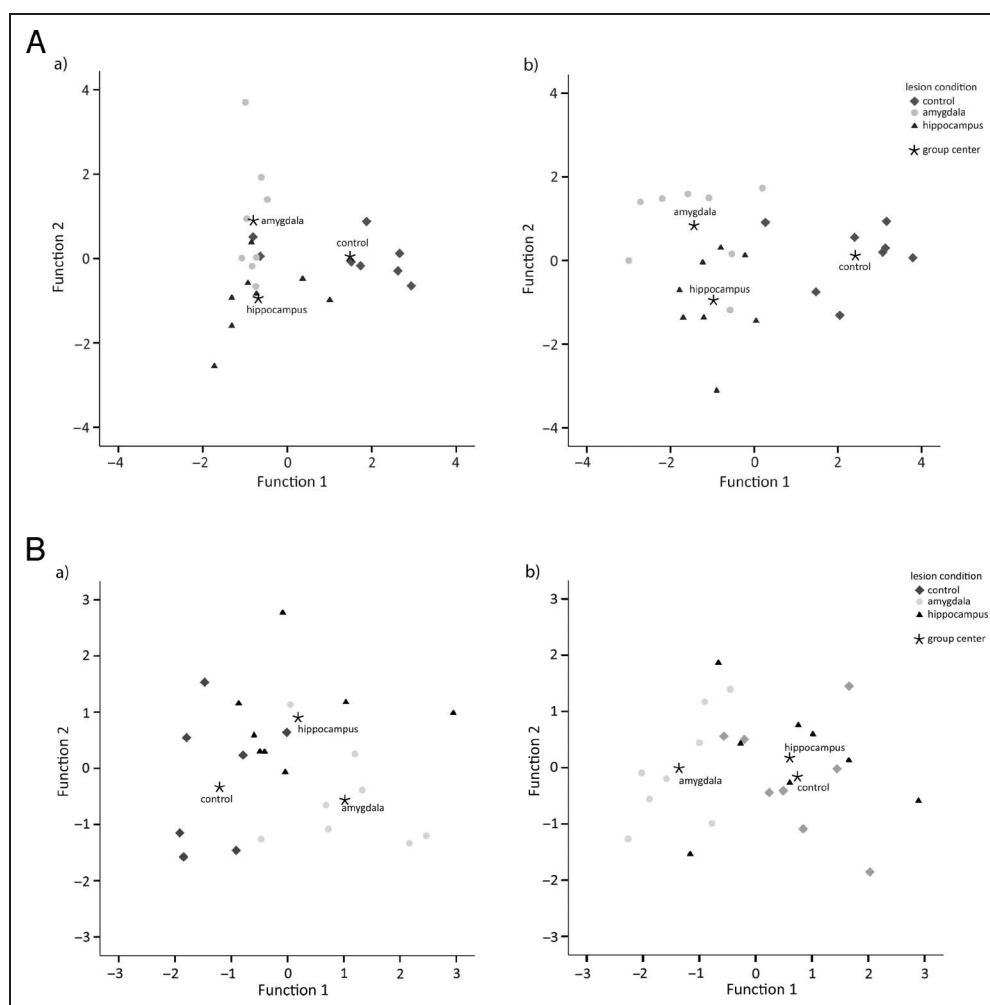 A
a)
4
2
0
−2
−4
Function 2
amygdala
control
hippocampus
−4 −2 0 2 4
Function 1
b)
4
2
0
−2
−4
Function 2
amygdala
control
hippocampus
−4 −2 0 2 4
Function 1
lesion condition
control
amygdala
hippocampus
group center
B
a)
3
2
1
0
−1
−2
−3
Function 2
hippocampus
control
amygdala
−3 −2 −1 0 1 2 3
Function 1
b)
3
2
1
0
−1
−2
−3
Function 2
hippocampus
amygdala
control
−3 −2 −1 0 1 2 3
Function 1
lesion condition
control
amygdala
hippocampus
group center